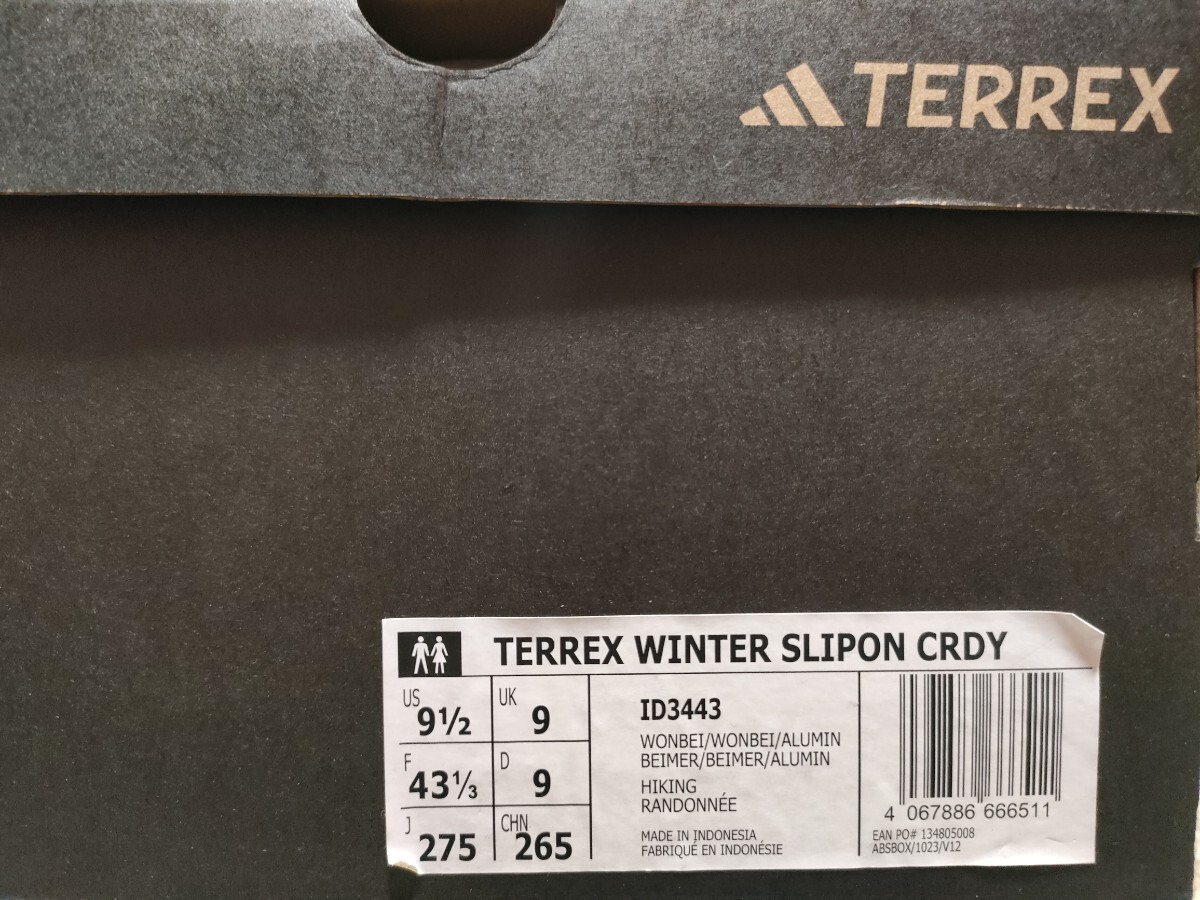 TERREX
TERREX WINTER SLIPON CRDY
US 9½ UK 9
F 43⅓ D 9
J 275 CHN 265
ID3443
WONBEI/WONBEI/ALUMIN
BEIMER/BEIMER/ALUMIN
HIKING
RANDONNÉE
MADE IN INDONESIA
FABRIQUÉ EN INDONÉSIE
4 067886 666511
EAN PO# 134805008
ABSBOX/1023/V12